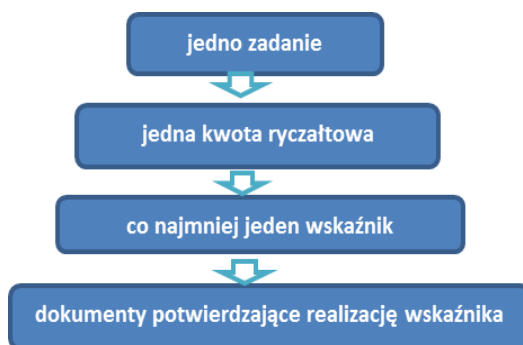 jedno zadanie
jedna kwota ryczałtowa
co najmniej jeden wskaźnik
dokumenty potwierdzające realizację wskaźnika